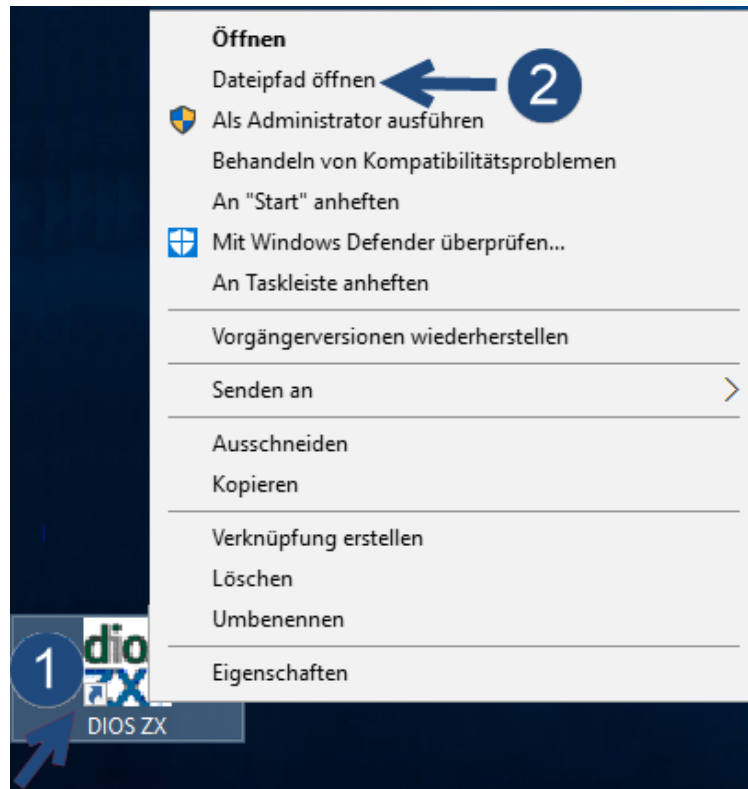 Öffnen
Dateipfad öffnen
2
Als Administrator ausführen
Behandeln von Kompatibilitätsproblemen
An "Start" anheften
Mit Windows Defender überprüfen...
An Taskleiste anheften
Vorgängerversionen wiederherstellen
Senden an
Ausschneiden
Kopieren
Verknüpfung erstellen
Löschen
Umbenennen
Eigenschaften
1
dio
ZX
DIOS ZX